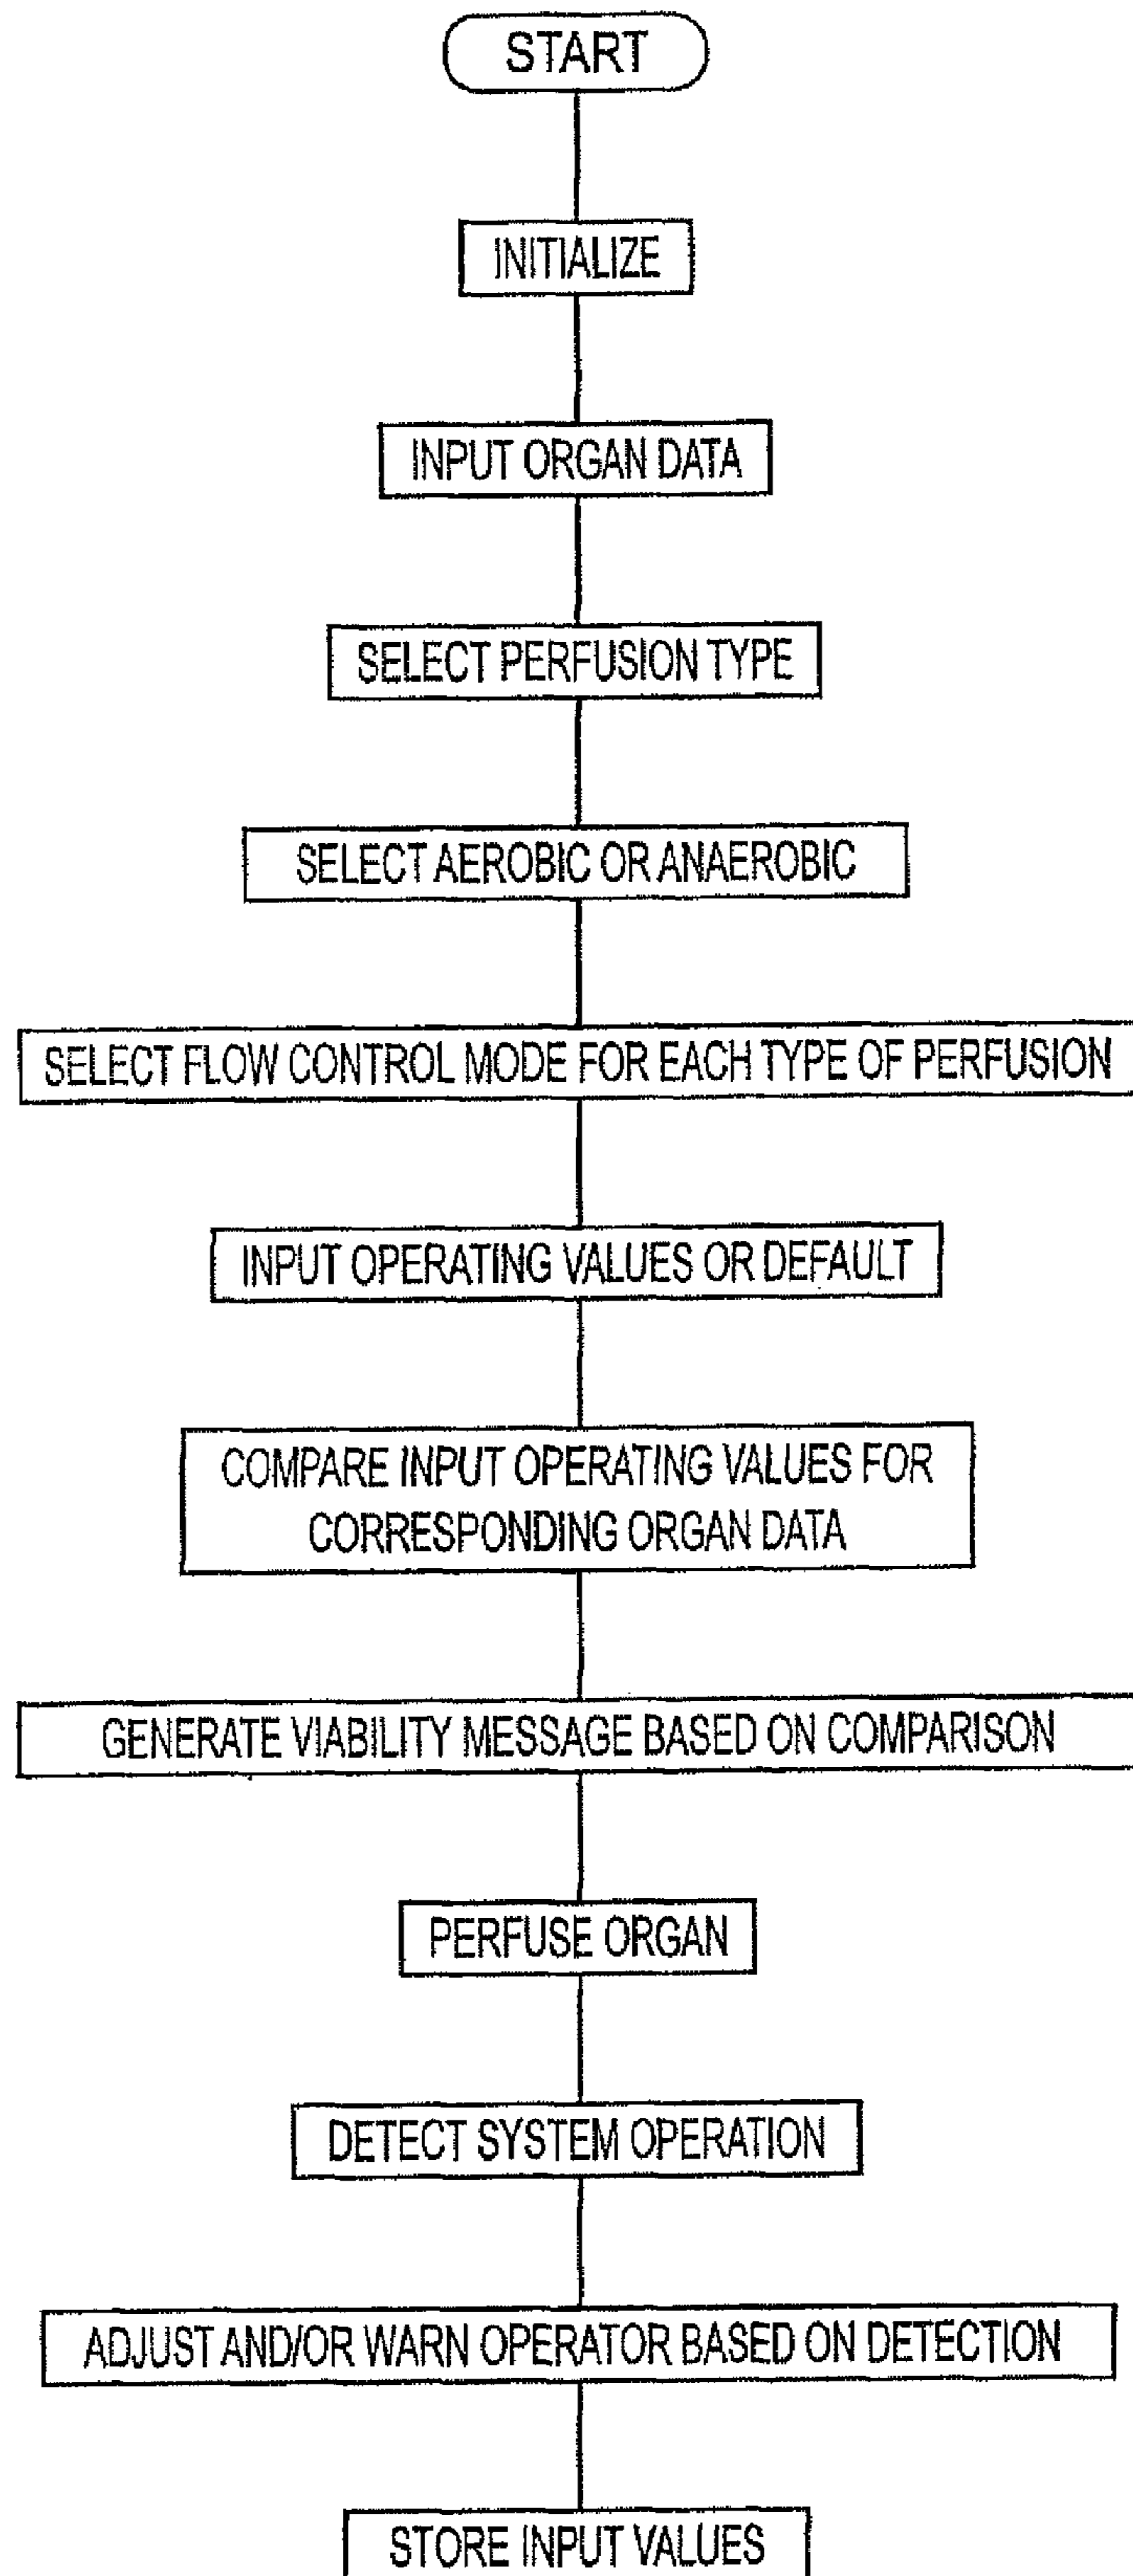 START
INITIALIZE
INPUT ORGAN DATA
SELECT PERFUSION TYPE
SELECT AEROBIC OR ANAEROBIC
SELECT FLOW CONTROL MODE FOR EACH TYPE OF PERFUSION
INPUT OPERATING VALUES OR DEFAULT
COMPARE INPUT OPERATING VALUES FOR
CORRESPONDING ORGAN DATA
GENERATE VIABILITY MESSAGE BASED ON COMPARISON
PERFUSE ORGAN
DETECT SYSTEM OPERATION
ADJUST AND/OR WARN OPERATOR BASED ON DETECTION
STORE INPUT VALUES